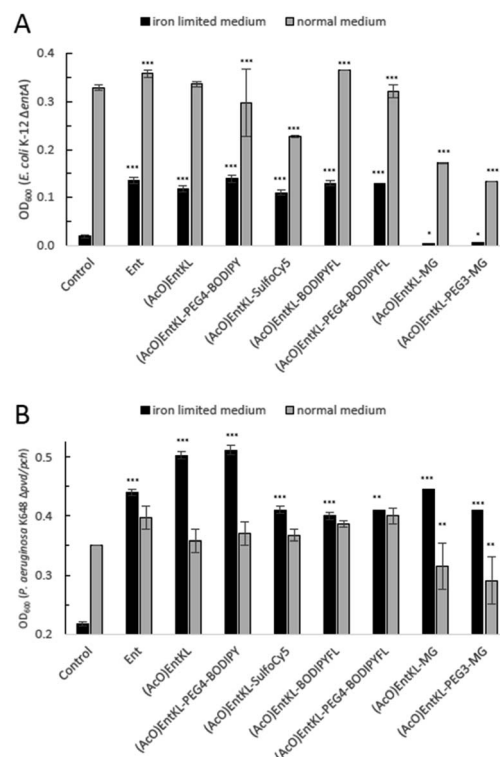 A
iron limited medium normal medium
OD600 (E. coli K-12 ΔentA)
0.4
0.3
0.2
0.1
0.0
***
***
***
***
***
***
***
***
***
***
***
*
***
*
***
Control
Ent
(AcO)EntKL
(AcO)EntKL-PEG4-BODIPY
(AcO)EntKL-SulfoCy5
(AcO)EntKL-BODIPYFL
(AcO)EntKL-PEG4-BODIPYFL
(AcO)EntKL-MG
(AcO)EntKL-PEG3-MG
B
iron limited medium normal medium
OD600 (P. aeruginosa K648 Δpvd/pch)
0.5
0.4
0.3
0.2
***
***
***
***
***
**
***
**
***
**
Control
Ent
(AcO)EntKL
(AcO)EntKL-PEG4-BODIPY
(AcO)EntKL-SulfoCy5
(AcO)EntKL-BODIPYFL
(AcO)EntKL-PEG4-BODIPYFL
(AcO)EntKL-MG
(AcO)EntKL-PEG3-MG